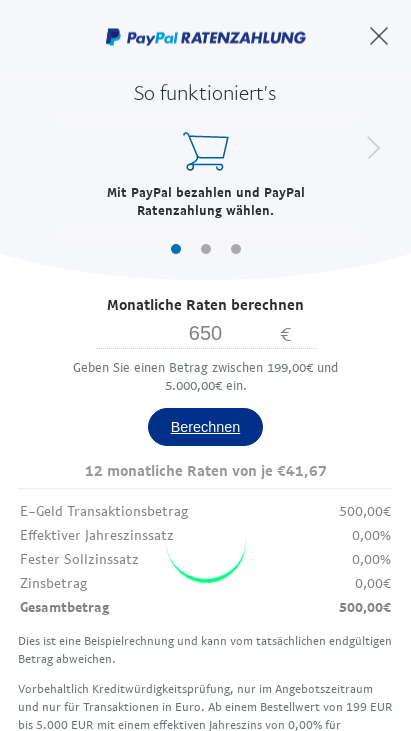 PayPal RATENZAHLUNG
So funktioniert's
Mit PayPal bezahlen und PayPal
Ratenzahlung wählen.
Monatliche Raten berechnen
650 €
Geben Sie einen Betrag zwischen 199,00€ und
5.000,00€ ein.
Berechnen
12 monatliche Raten von je €41,67
E-Geld Transaktionsbetrag 500,00€
Effektiver Jahreszinssatz 0,00%
Fester Sollzinssatz 0,00%
Zinsbetrag 0,00€
Gesamtbetrag 500,00€
Dies ist eine Beispielrechnung und kann vom tatsächlichen endgültigen
Betrag abweichen.
Vorbehaltlich Kreditwürdigkeitsprüfung, nur im Angebotszeitraum
und nur für Transaktionen in Euro. Ab einem Bestellwert von 199 EUR
bis 5.000 EUR mit einem effektiven Jahreszins von 0,00% für